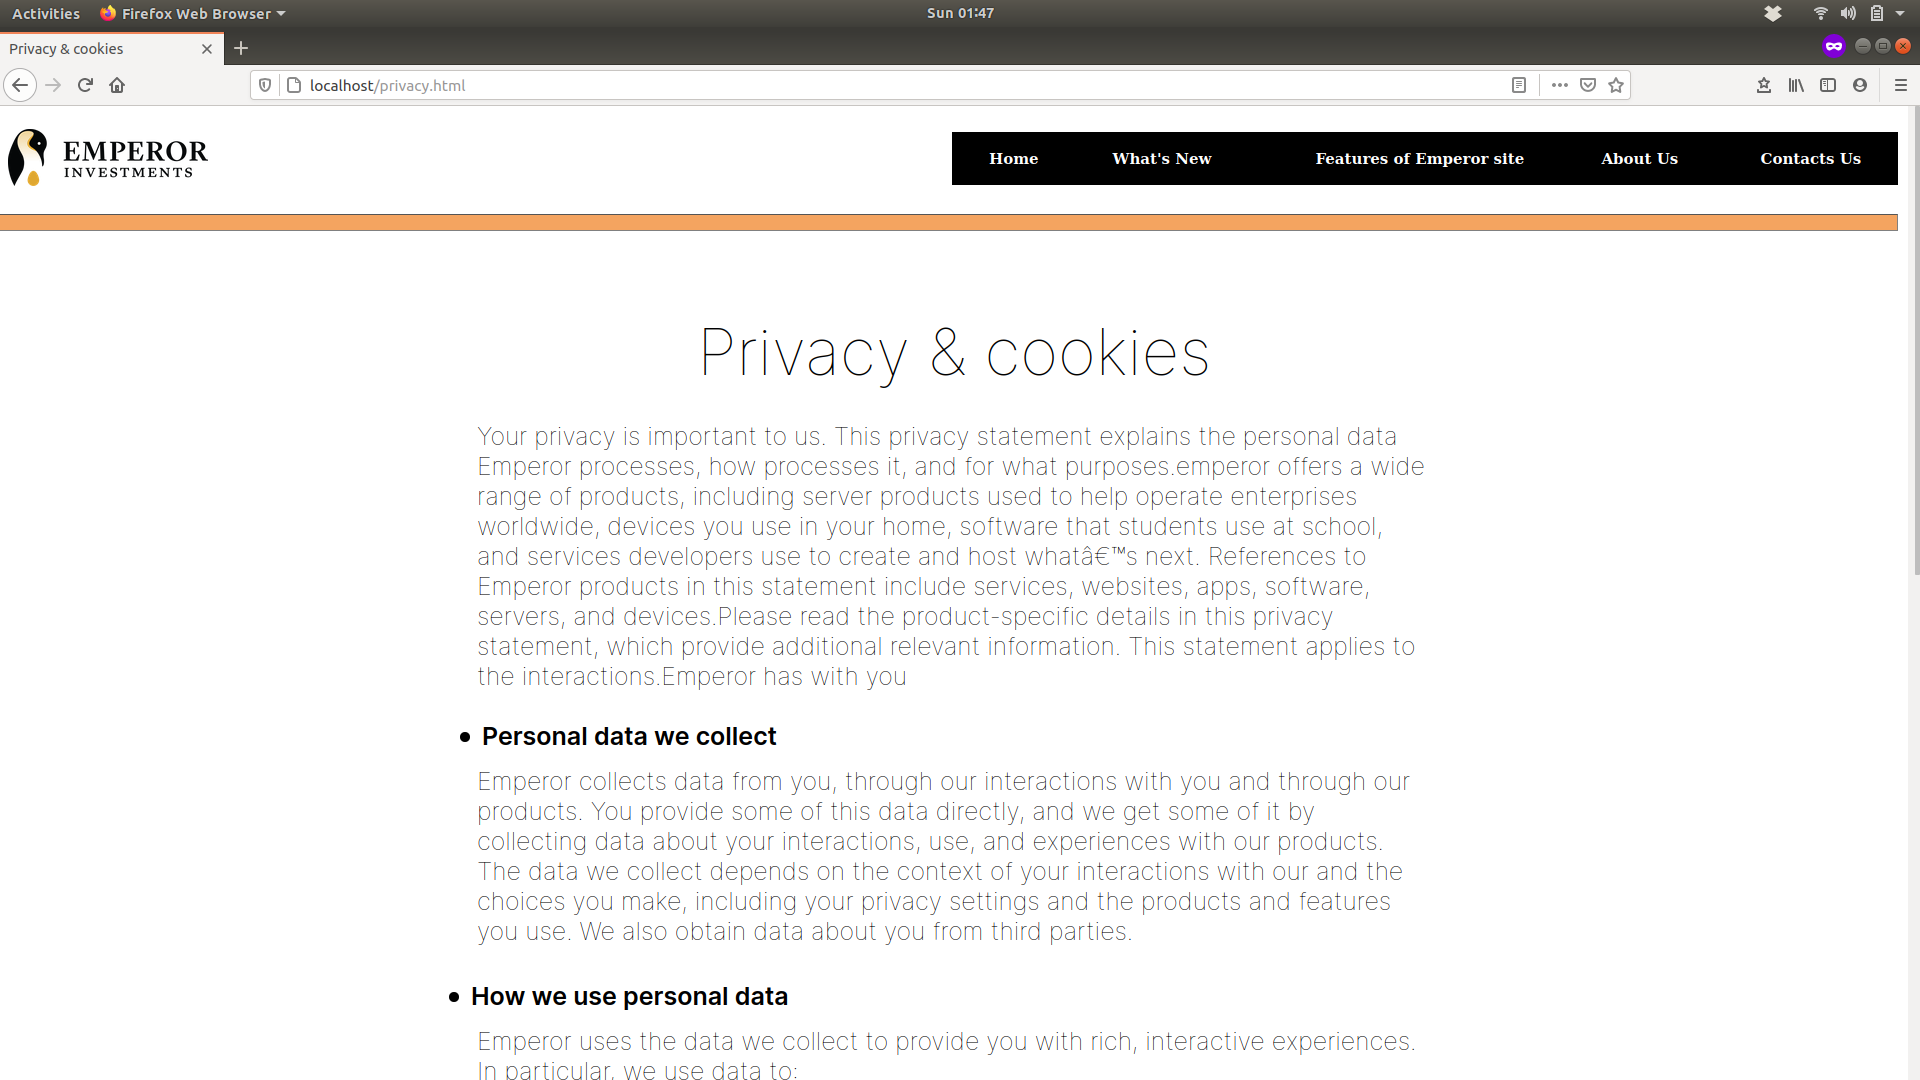 Activities Firefox Web Browser Sun 01:47
Privacy & cookies
localhost/privacy.html
EMPEROR
INVESTMENTS
Home What's New Features of Emperor site About Us Contacts Us
Privacy & cookies
Your privacy is important to us. This privacy statement explains the personal data
Emperor processes, how processes it, and for what purposes.emperor offers a wide
range of products, including server products used to help operate enterprises
worldwide, devices you use in your home, software that students use at school,
and services developers use to create and host whatâ€™s next. References to
Emperor products in this statement include services, websites, apps, software,
servers, and devices.Please read the product-specific details in this privacy
statement, which provide additional relevant information. This statement applies to
the interactions.Emperor has with you
• Personal data we collect
Emperor collects data from you, through our interactions with you and through our
products. You provide some of this data directly, and we get some of it by
collecting data about your interactions, use, and experiences with our products.
The data we collect depends on the context of your interactions with our and the
choices you make, including your privacy settings and the products and features
you use. We also obtain data about you from third parties.
• How we use personal data
Emperor uses the data we collect to provide you with rich, interactive experiences.
In particular, we use data to: